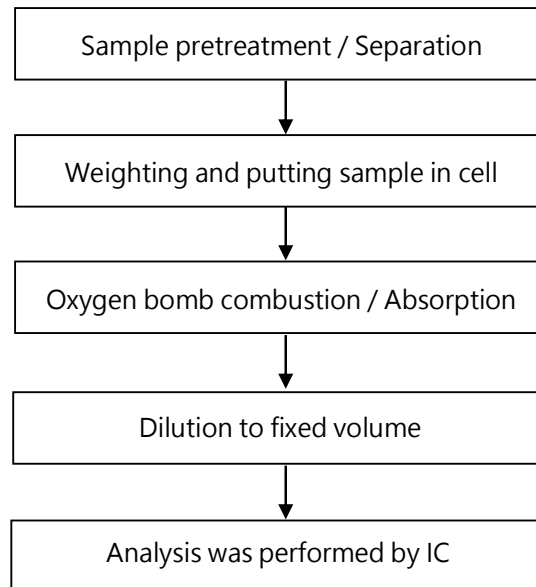 Sample pretreatment / Separation
Weighting and putting sample in cell
Oxygen bomb combustion / Absorption
Dilution to fixed volume
Analysis was performed by IC